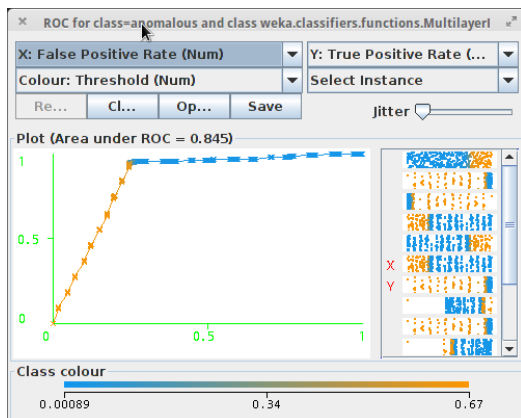 ROC for class=anomalous and class weka.classifiers.functions.Multilayerl
X: False Positive Rate (Num) Y: True Positive Rate (...
Colour: Threshold (Num) Select Instance
Re... Cl... Op... Save Jitter
Plot (Area under ROC = 0.845)
1
0.5
X
Y
0
0 0.5 1
Class colour
0.00089 0.34 0.67